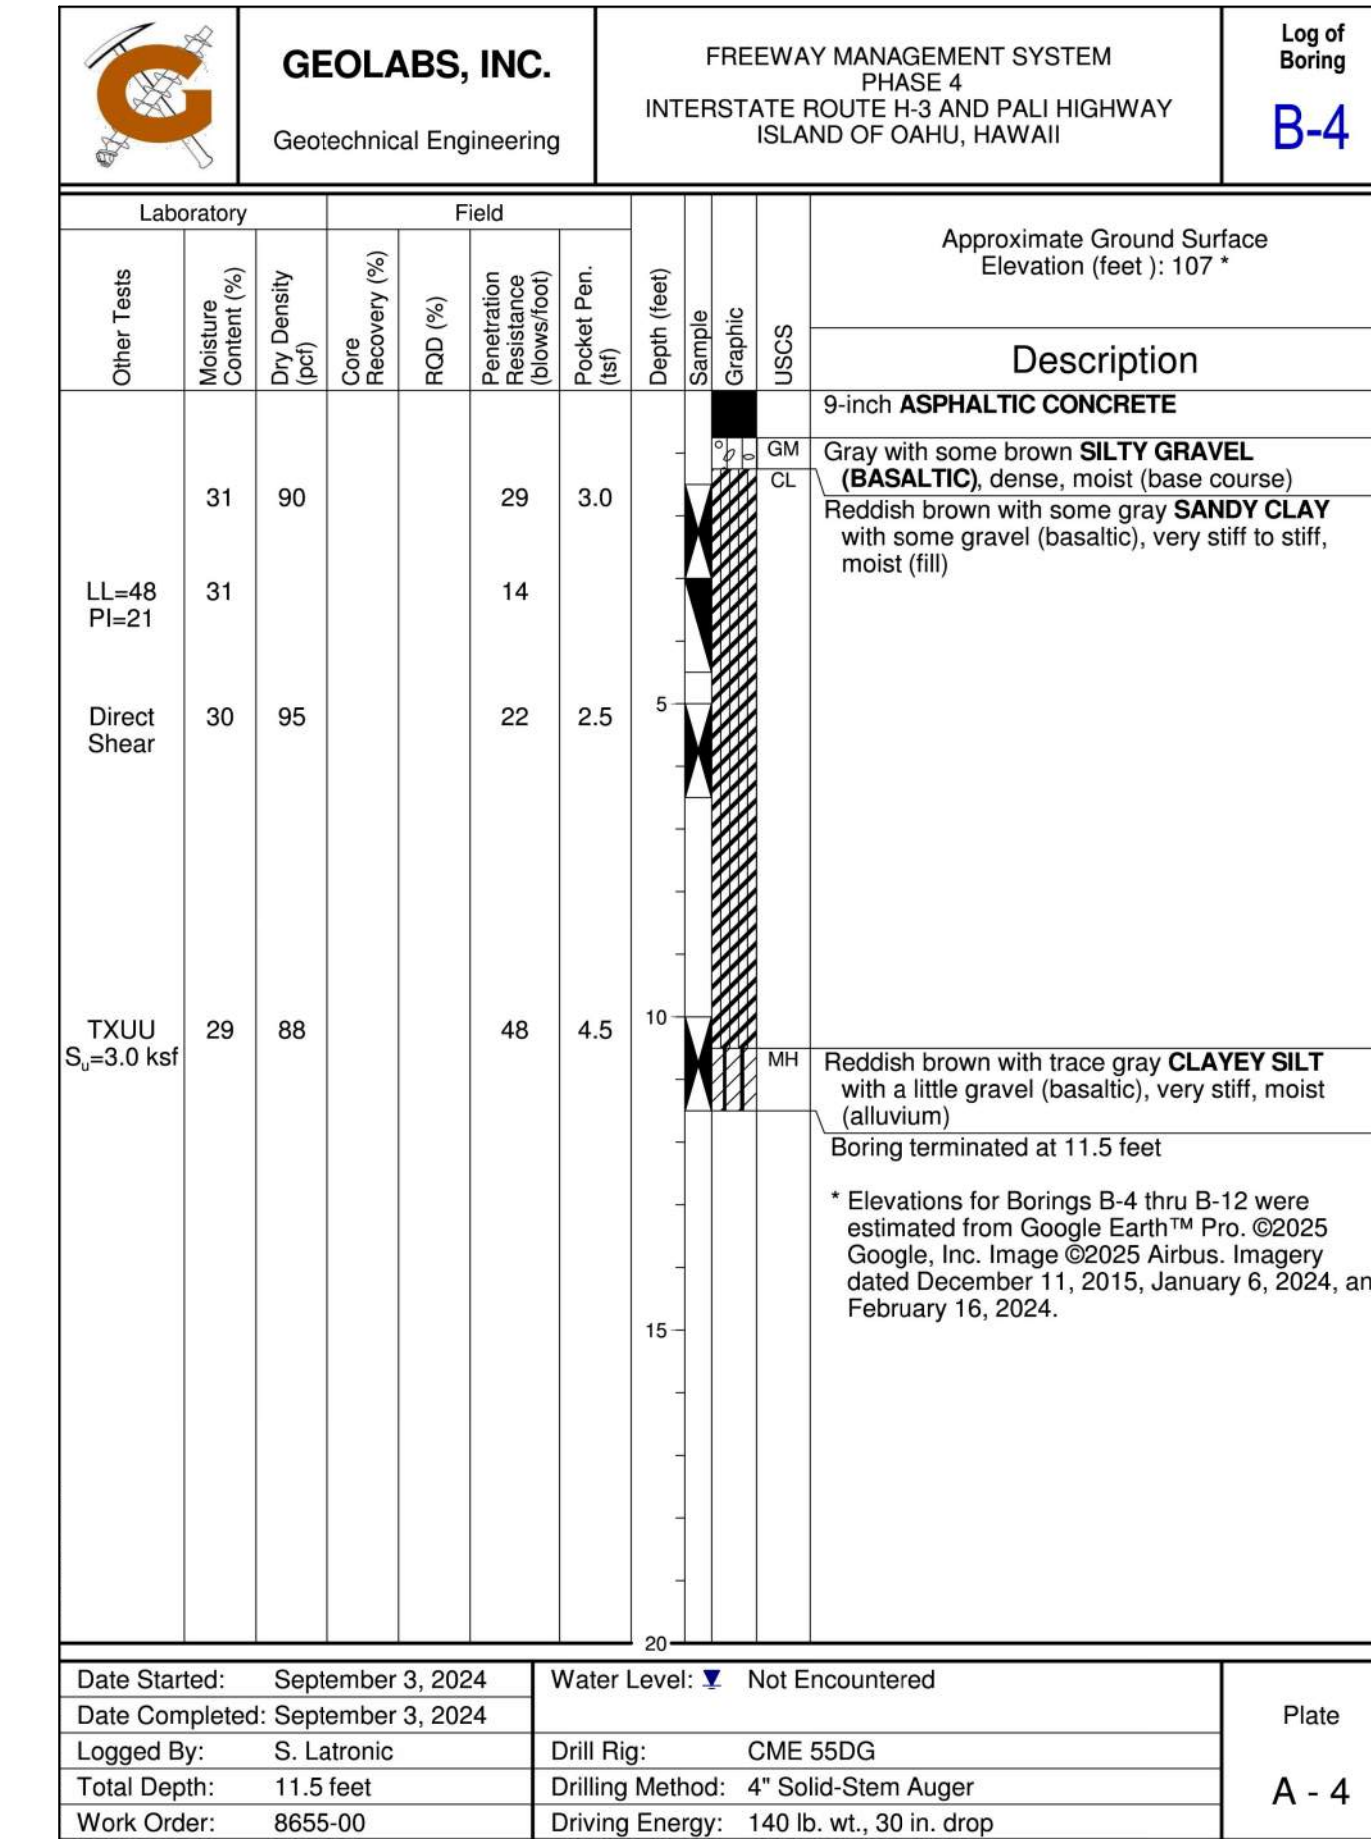 G
GEOLABS, INC.
Geotechnical Engineering
FREEWAY MANAGEMENT SYSTEM
PHASE 4
INTERSTATE ROUTE H-3 AND PALI HIGHWAY
ISLAND OF OAHU, HAWAII
Log of
Boring
B-4
Laboratory
Field
Other Tests
Moisture
Content (%)
Dry Density
(pcf)
Core
Recovery (%)
RQD (%)
Penetration
Resistance
(blows/foot)
Pocket Pen.
(tsf)
Depth (feet)
Sample
Graphic
USCS
Approximate Ground Surface
Elevation (feet ): 107 *
Description
9-inch ASPHALTIC CONCRETE
GM Gray with some brown SILTY GRAVEL
(BASALTIC), dense, moist (base course)
CL
31 90 29 3.0
Reddish brown with some gray SANDY CLAY
with some gravel (basaltic), very stiff to stiff,
moist (fill)
LL=48 31 14
PI=21
5
Direct 30 95 22 2.5
Shear
10
TXUU 29 88 48 4.5
Su=3.0 ksf
MH Reddish brown with trace gray CLAYEY SILT
with a little gravel (basaltic), very stiff, moist
(alluvium)
Boring terminated at 11.5 feet
* Elevations for Borings B-4 thru B-12 were
estimated from Google Earth™ Pro. ©2025
Google, Inc. Image ©2025 Airbus. Imagery
dated December 11, 2015, January 6, 2024, an
February 16, 2024.
15
20
Date Started: September 3, 2024
Date Completed: September 3, 2024
Logged By: S. Latronic
Total Depth: 11.5 feet
Work Order: 8655-00
Water Level: Not Encountered
Drill Rig: CME 55DG
Drilling Method: 4" Solid-Stem Auger
Driving Energy: 140 lb. wt., 30 in. drop
Plate
A - 4